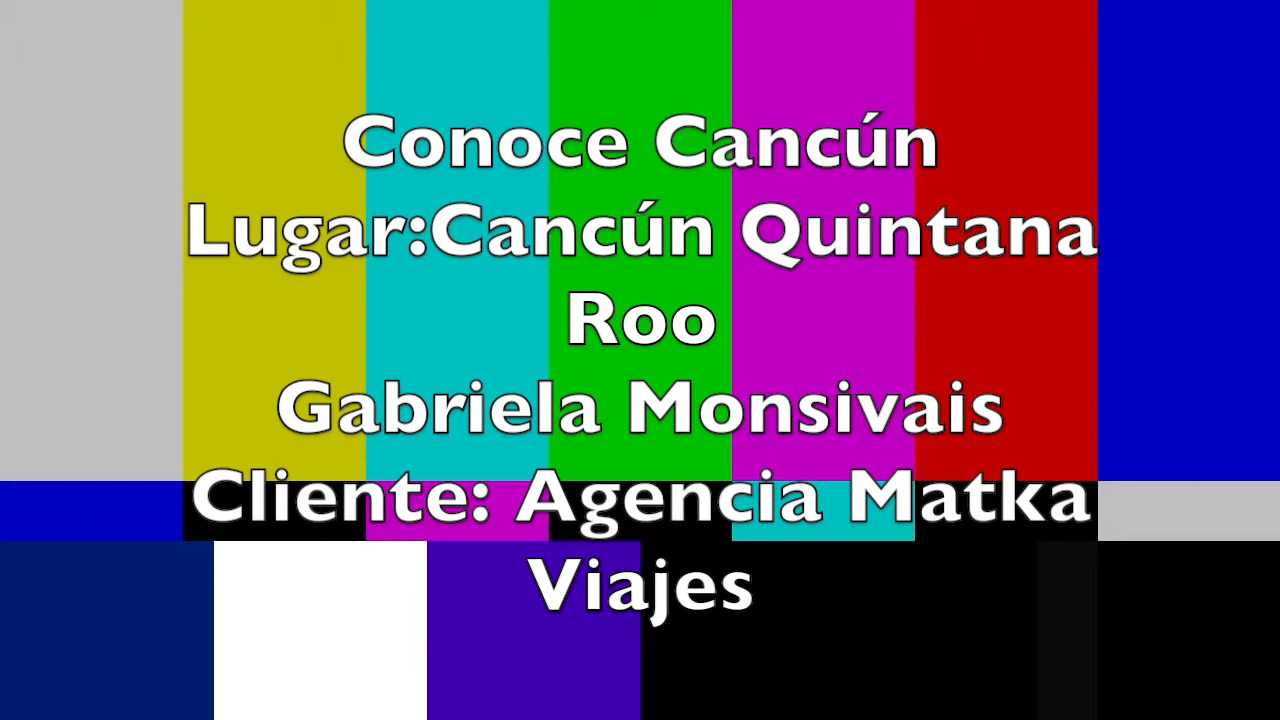 Conoce Cancún
Lugar:Cancún Quintana
Roo
Gabriela Monsivais
Cliente: Agencia Matka
Viajes